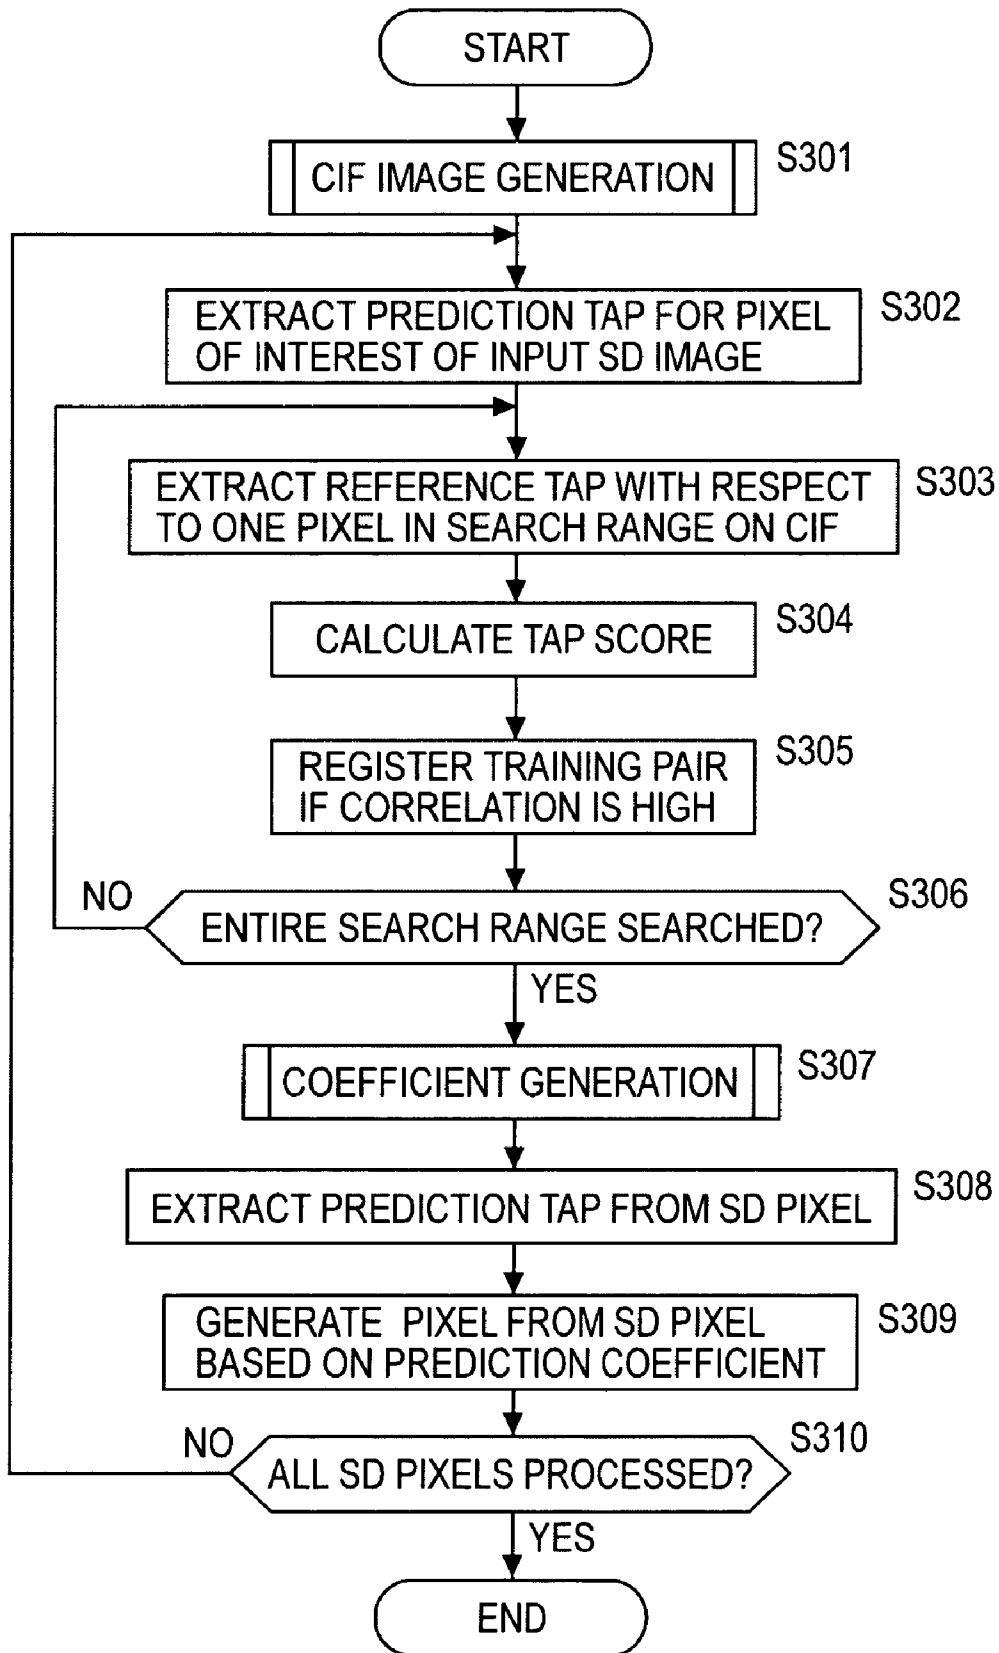 START
CIF IMAGE GENERATION
S301
EXTRACT PREDICTION TAP FOR PIXEL
OF INTEREST OF INPUT SD IMAGE
S302
EXTRACT REFERENCE TAP WITH RESPECT
TO ONE PIXEL IN SEARCH RANGE ON CIF
S303
CALCULATE TAP SCORE
S304
REGISTER TRAINING PAIR
IF CORRELATION IS HIGH
S305
NO
ENTIRE SEARCH RANGE SEARCHED?
S306
YES
COEFFICIENT GENERATION
S307
EXTRACT PREDICTION TAP FROM SD PIXEL
S308
GENERATE PIXEL FROM SD PIXEL
BASED ON PREDICTION COEFFICIENT
S309
NO
ALL SD PIXELS PROCESSED?
S310
YES
END